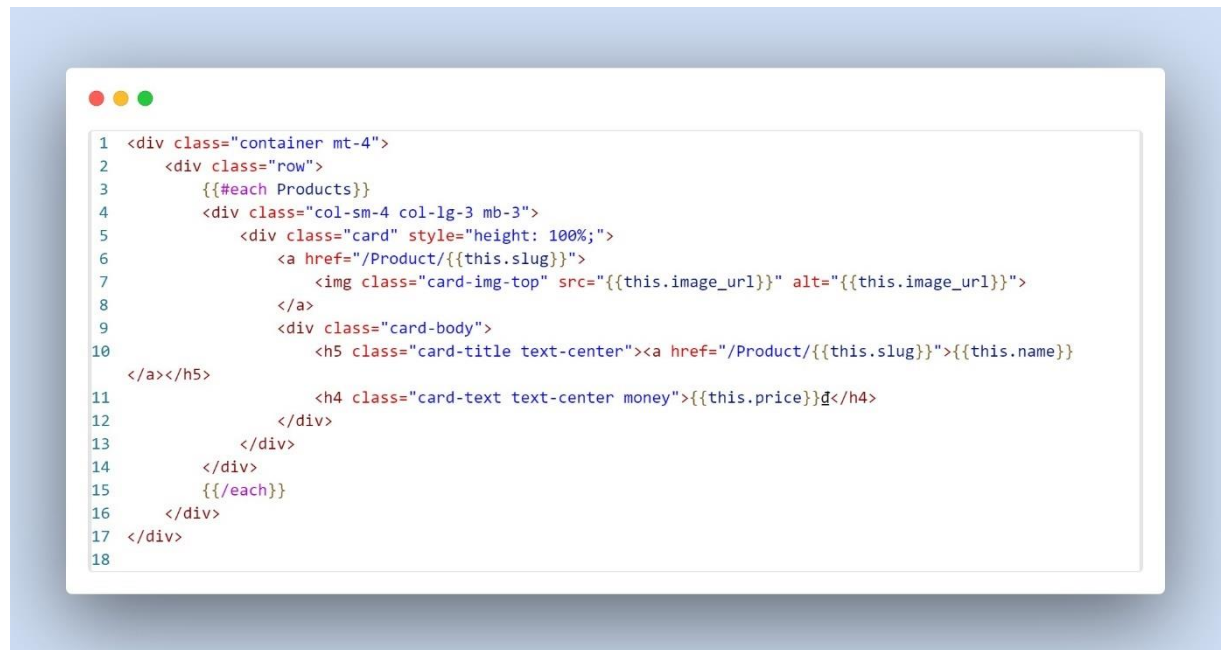 1 <div class="container mt-4">
2     <div class="row">
3         {{#each Products}}
4         <div class="col-sm-4 col-lg-3 mb-3">
5             <div class="card" style="height: 100%;">
6                 <a href="/Product/{{this.slug}}">
7                     <img class="card-img-top" src="{{this.image_url}}" alt="{{this.image_url}}">
8                 </a>
9                 <div class="card-body">
10                     <h5 class="card-title text-center"><a href="/Product/{{this.slug}}">{{this.name}}
</a></h5>
11                     <h4 class="card-text text-center money">{{this.price}}₫</h4>
12                 </div>
13             </div>
14         </div>
15         {{/each}}
16     </div>
17 </div>
18